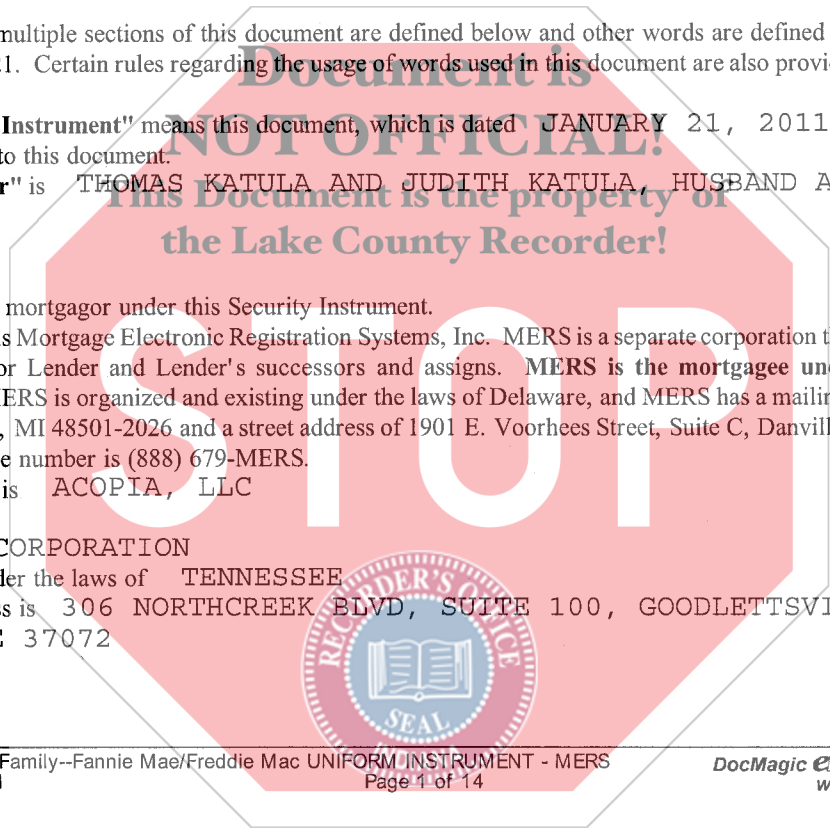 multiple sections of this document are defined below and other words are defined
21. Certain rules regarding the usage of words used in this document are also provi
Document is
Instrument" means this document, which is dated JANUARY 21, 2011
NOT OFFICIAL!
to this document.
r" is THOMAS KATULA AND JUDITH KATULA, HUSBAND A
This Document is the property of
the Lake County Recorder!
mortgagor under this Security Instrument.
is Mortgage Electronic Registration Systems, Inc. MERS is a separate corporation t
or Lender and Lender's successors and assigns. MERS is the mortgagee un
MERS is organized and existing under the laws of Delaware, and MERS has a mailin
, MI 48501-2026 and a street address of 1901 E. Voorhees Street, Suite C, Danvill
e number is (888) 679-MERS.
STOP
is ACOPIA, LLC
CORPORATION
der the laws of TENNESSEE
ss is 306 NORTHCREEK BLVD, SUITE 100, GOODLETTSVI
E 37072
RECORDER'S OFFICE
SEAL
INDIANA
Family--Fannie Mae/Freddie Mac UNIFORM INSTRUMENT - MERS
DocMagic
Page 1 of 14